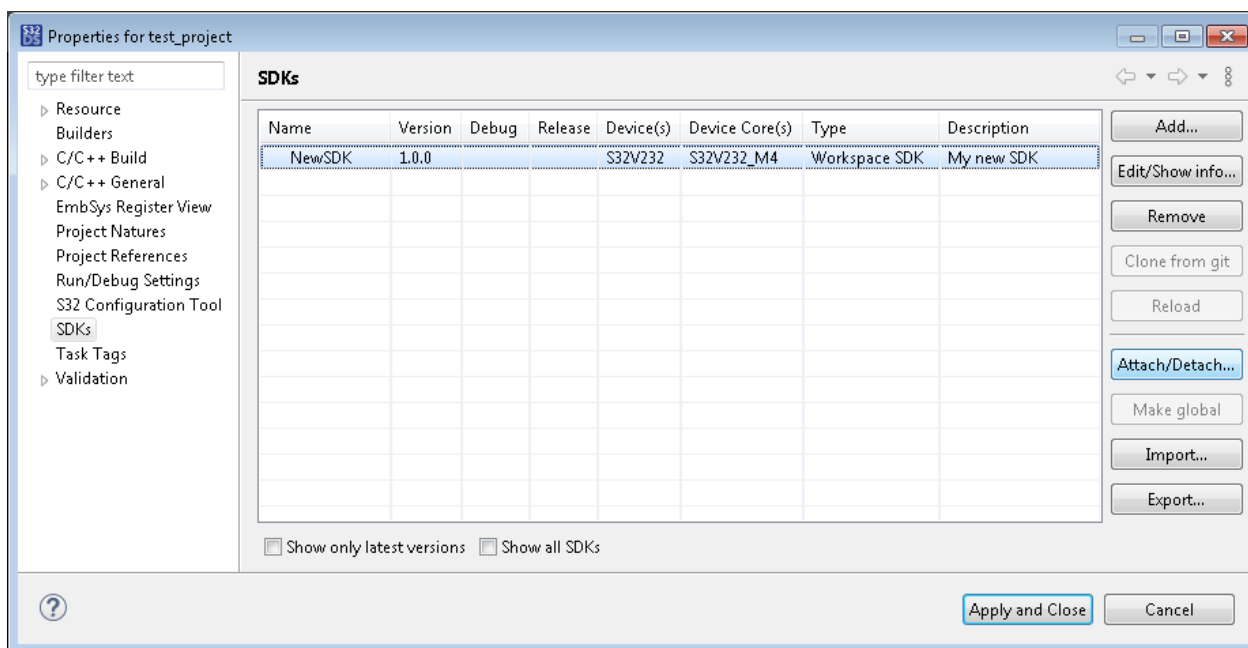 S32
DS
Properties for test_project
type filter text
Resource
Builders
C/C++ Build
C/C++ General
EmbSys Register View
Project Natures
Project References
Run/Debug Settings
S32 Configuration Tool
SDKs
Task Tags
Validation
SDKs
Name Version Debug Release Device(s) Device Core(s) Type Description
NewSDK 1.0.0 S32V232 S32V232_M4 Workspace SDK My new SDK
Show only latest versions Show all SDKs
Add...
Edit/Show info...
Remove
Clone from git
Reload
Attach/Detach...
Make global
Import...
Export...
?
Apply and Close Cancel